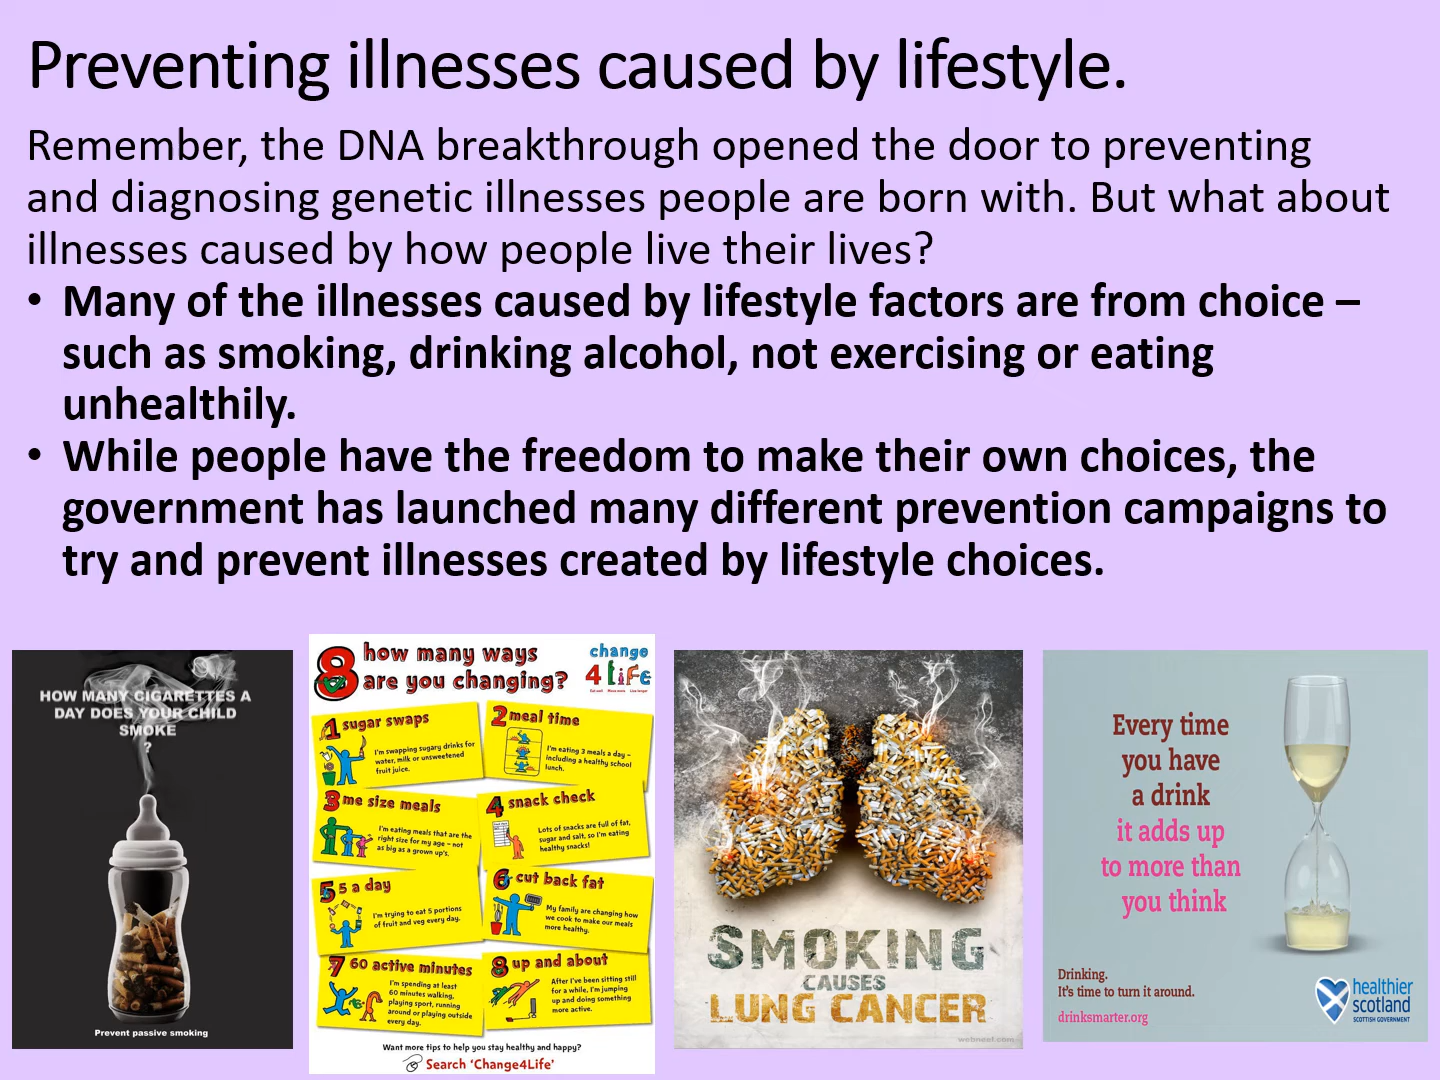 Preventing illnesses caused by lifestyle.
Remember, the DNA breakthrough opened the door to preventing
and diagnosing genetic illnesses people are born with. But what about
illnesses caused by how people live their lives?
• Many of the illnesses caused by lifestyle factors are from choice –
such as smoking, drinking alcohol, not exercising or eating
unhealthily.
• While people have the freedom to make their own choices, the
government has launched many different prevention campaigns to
try and prevent illnesses created by lifestyle choices.
HOW MANY CIGARETTES A
DAY DOES YOUR CHILD
SMOKE
?
Prevent passive smoking
8 how many ways
are you changing?
change
4 LiFE
Eat well Move more Live longer
1 sugar swaps
I'm swapping sugary drinks for
water, milk or unsweetened
fruit juice.
2 meal time
I'm eating 3 meals a day –
including a healthy school
lunch.
3 me size meals
I'm eating meals that are the
right size for my age – not
as big as a grown up's.
4 snack check
Lots of snacks are full of fat,
sugar and salt, so I'm eating
healthy snacks!
5 5 a day
I'm trying to eat 5 portions
of fruit and veg every day.
6 cut back fat
My family are changing how
we cook to make our meals
more healthy.
7 60 active minutes
I'm spending at least
60 minutes walking,
playing sport, running
around or playing outside
every day.
8 up and about
After I've been sitting still
for a while, I'm jumping
up and doing something
more active.
Want more tips to help you stay healthy and happy?
Search 'Change4Life'
SMOKING
CAUSES
LUNG CANCER
Every time
you have
a drink
it adds up
to more than
you think
Drinking.
It's time to turn it around.
drinksmarter.org
healthier
scotland
SCOTTISH GOVERNMENT